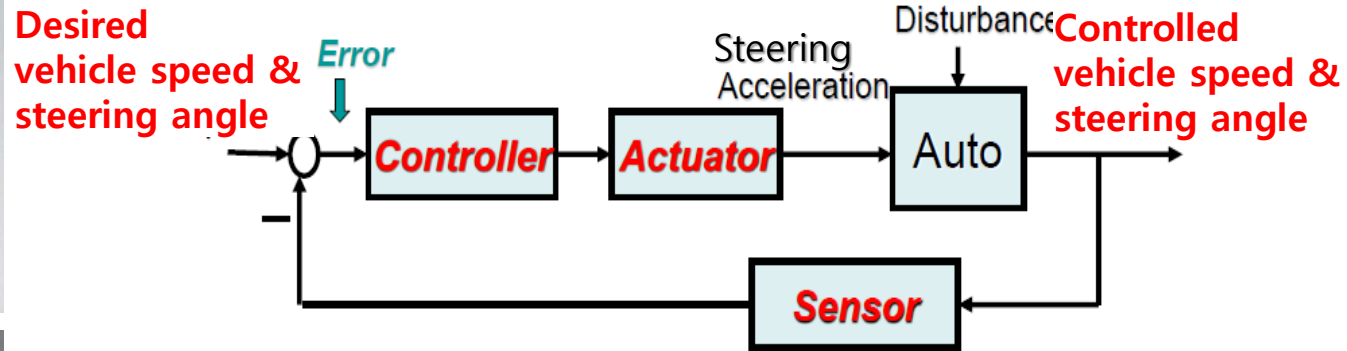 Desired
vehicle speed &
steering angle
Error
Steering
Acceleration
Disturbance
Controlled
vehicle speed &
steering angle
Controller
Actuator
Auto
–
Sensor